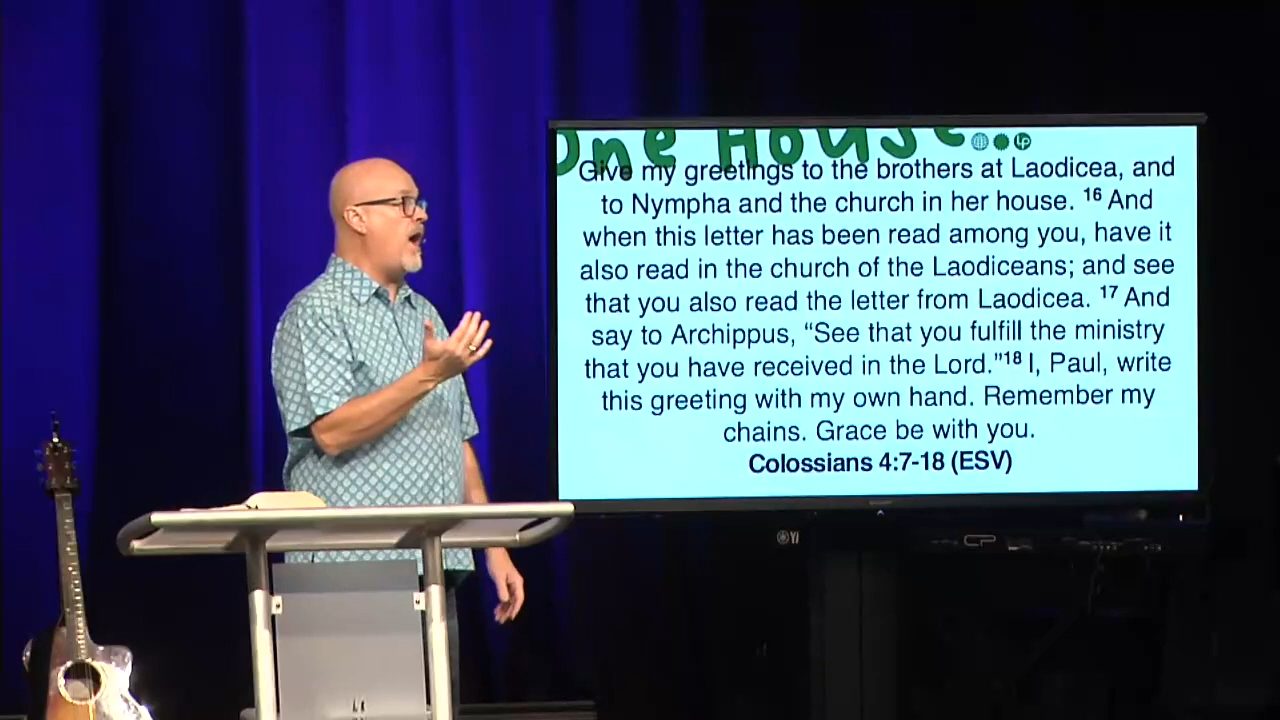 One House...
LP
Give my greetings to the brothers at Laodicea, and
to Nympha and the church in her house. 16 And
when this letter has been read among you, have it
also read in the church of the Laodiceans; and see
that you also read the letter from Laodicea. 17 And
say to Archippus, “See that you fulfill the ministry
that you have received in the Lord."18 I, Paul, write
this greeting with my own hand. Remember my
chains. Grace be with you.
Colossians 4:7-18 (ESV)